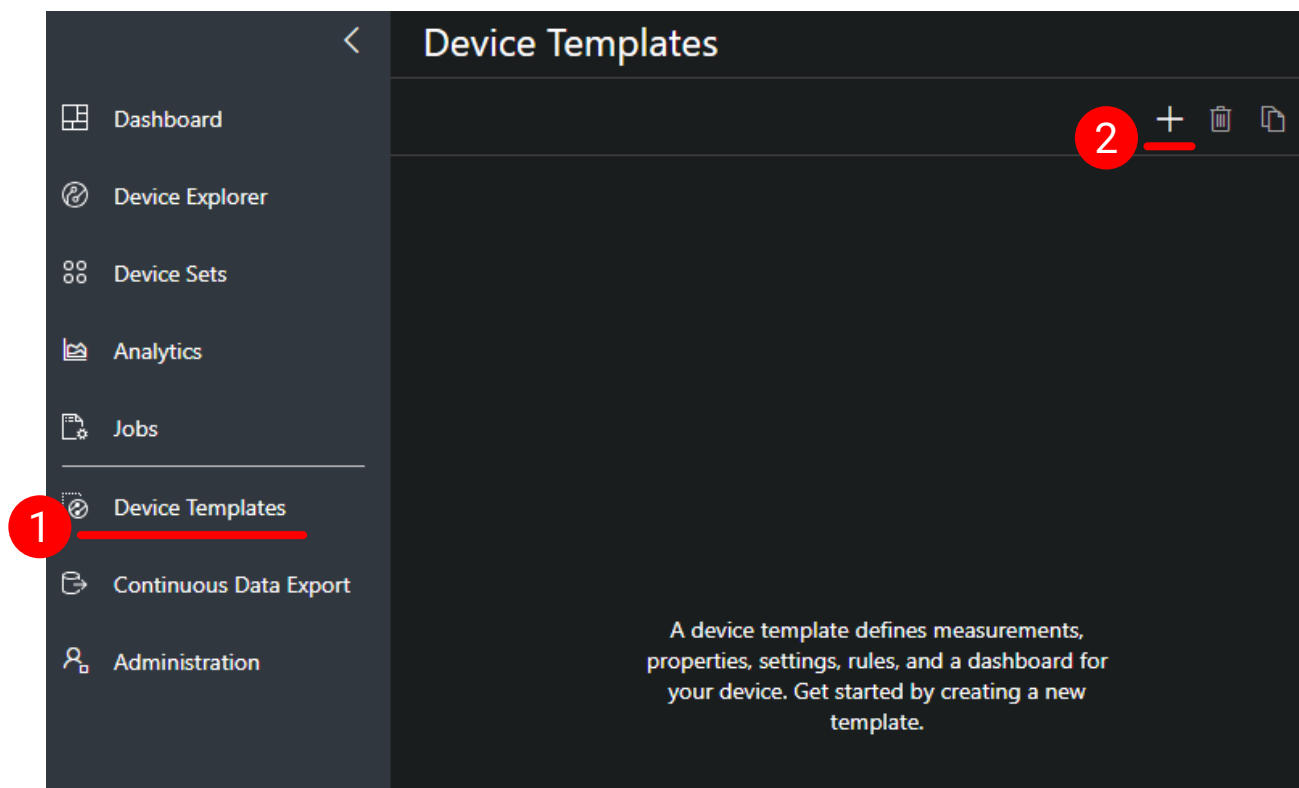 Device Templates
Dashboard
2
Device Explorer
Device Sets
Analytics
Jobs
1
Device Templates
Continuous Data Export
Administration
A device template defines measurements,
properties, settings, rules, and a dashboard for
your device. Get started by creating a new
template.